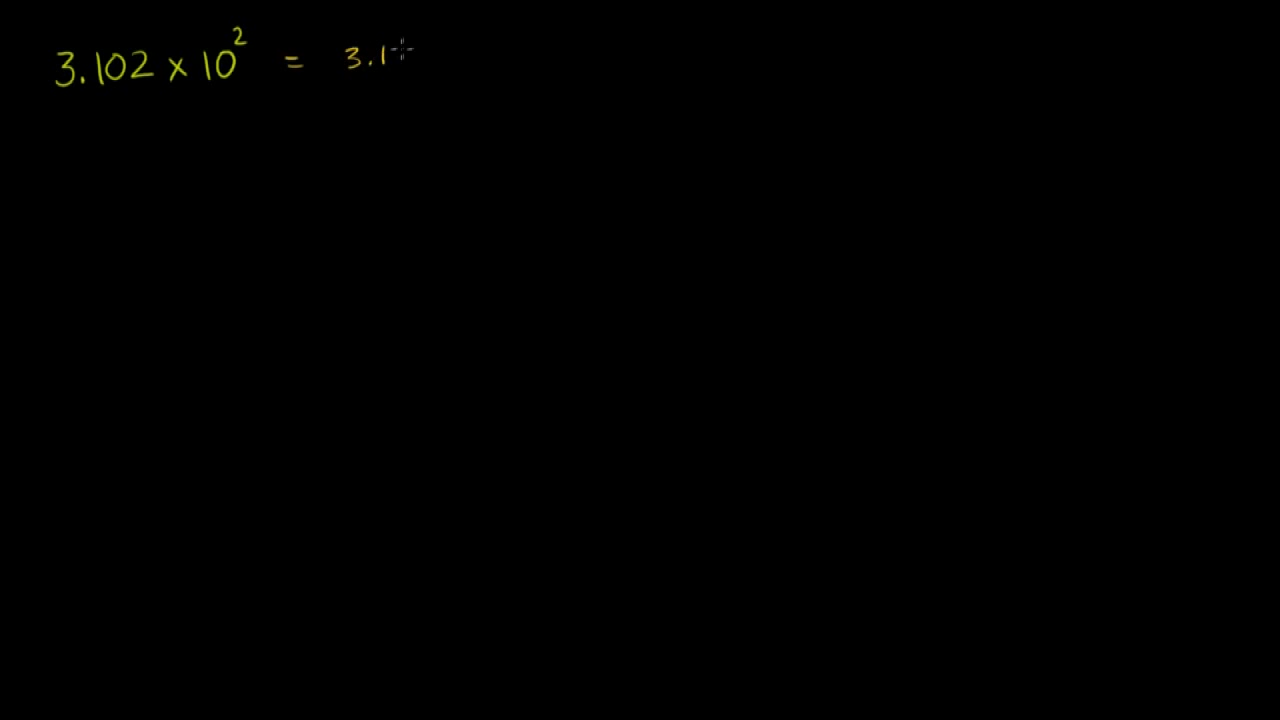 3.102 × 10² = 3.1